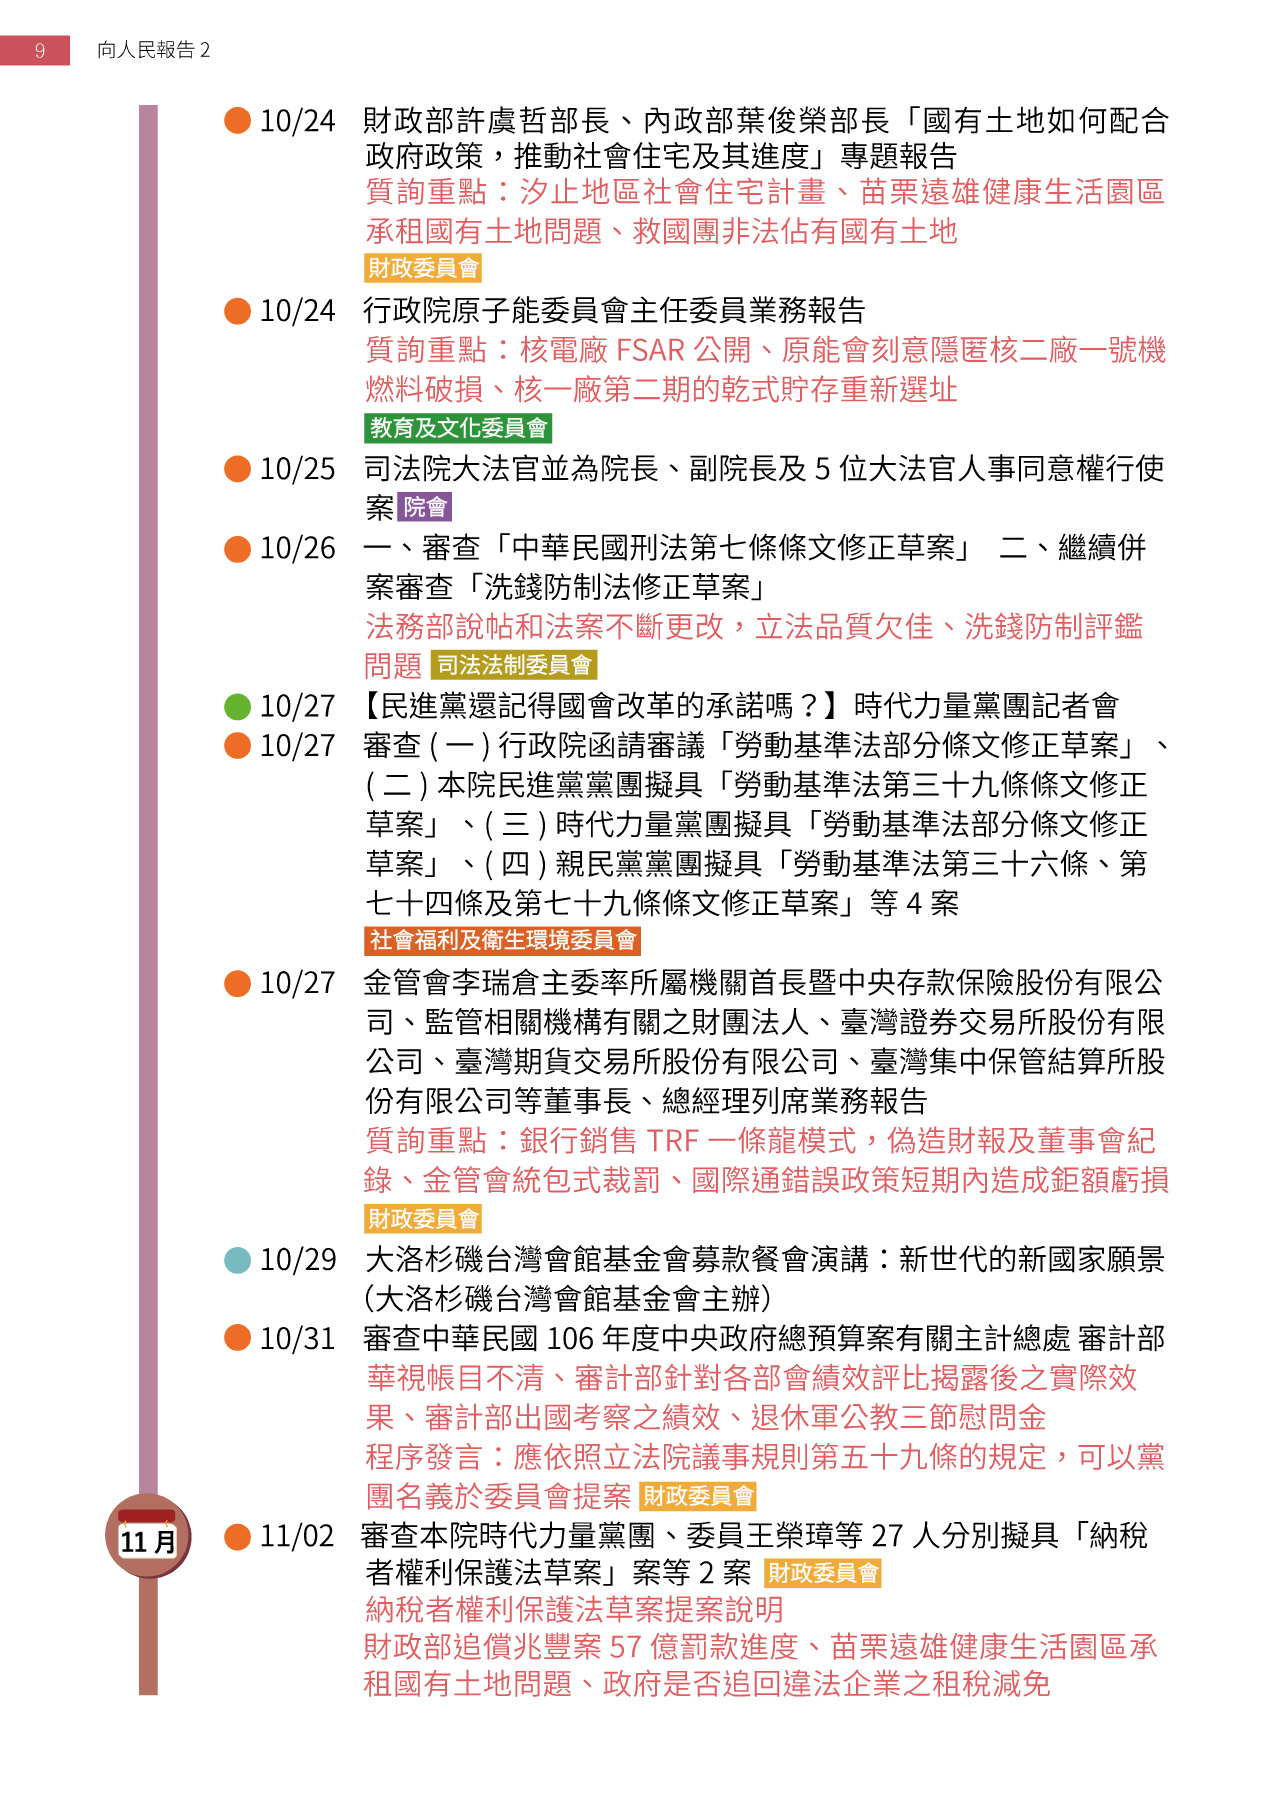 9 向人民報告 2
10/24 財政部許虞哲部長、內政部葉俊榮部長「國有土地如何配合
政府政策，推動社會住宅及其進度」專題報告
質詢重點：汐止地區社會住宅計畫、苗栗遠雄健康生活園區
承租國有土地問題、救國團非法佔有國有土地
財政委員會
10/24 行政院原子能委員會主任委員業務報告
質詢重點：核電廠 FSAR 公開、原能會刻意隱匿核二廠一號機
燃料破損、核一廠第二期的乾式貯存重新選址
教育及文化委員會
10/25 司法院大法官並為院長、副院長及 5 位大法官人事同意權行使
案 院會
10/26 一、審查「中華民國刑法第七條條文修正草案」 二、繼續併
案審查「洗錢防制法修正草案」
法務部說帖和法案不斷更改，立法品質欠佳、洗錢防制評鑑
問題 司法法制委員會
10/27 【民進黨還記得國會改革的承諾嗎？】時代力量黨團記者會
10/27 審查 ( 一 ) 行政院函請審議「勞動基準法部分條文修正草案」、
( 二 ) 本院民進黨黨團擬具「勞動基準法第三十九條條文修正
草案」、( 三 ) 時代力量黨團擬具「勞動基準法部分條文修正
草案」、( 四 ) 親民黨黨團擬具「勞動基準法第三十六條、第
七十四條及第七十九條條文修正草案」等 4 案
社會福利及衛生環境委員會
10/27 金管會李瑞倉主委率所屬機關首長暨中央存款保險股份有限公
司、監管相關機構有關之財團法人、臺灣證券交易所股份有限
公司、臺灣期貨交易所股份有限公司、臺灣集中保管結算所股
份有限公司等董事長、總經理列席業務報告
質詢重點：銀行銷售 TRF 一條龍模式，偽造財報及董事會紀
錄、金管會統包式裁罰、國際通錯誤政策短期內造成鉅額虧損
財政委員會
10/29 大洛杉磯台灣會館基金會募款餐會演講：新世代的新國家願景
(大洛杉磯台灣會館基金會主辦)
10/31 審查中華民國 106 年度中央政府總預算案有關主計總處 審計部
華視帳目不清、審計部針對各部會績效評比揭露後之實際效
果、審計部出國考察之績效、退休軍公教三節慰問金
程序發言：應依照立法院議事規則第五十九條的規定，可以黨
團名義於委員會提案 財政委員會
11 月
11/02 審查本院時代力量黨團、委員王榮璋等 27 人分別擬具「納稅
者權利保護法草案」案等 2 案 財政委員會
納稅者權利保護法草案提案說明
財政部追償兆豐案 57 億罰款進度、苗栗遠雄健康生活園區承
租國有土地問題、政府是否追回違法企業之租稅減免